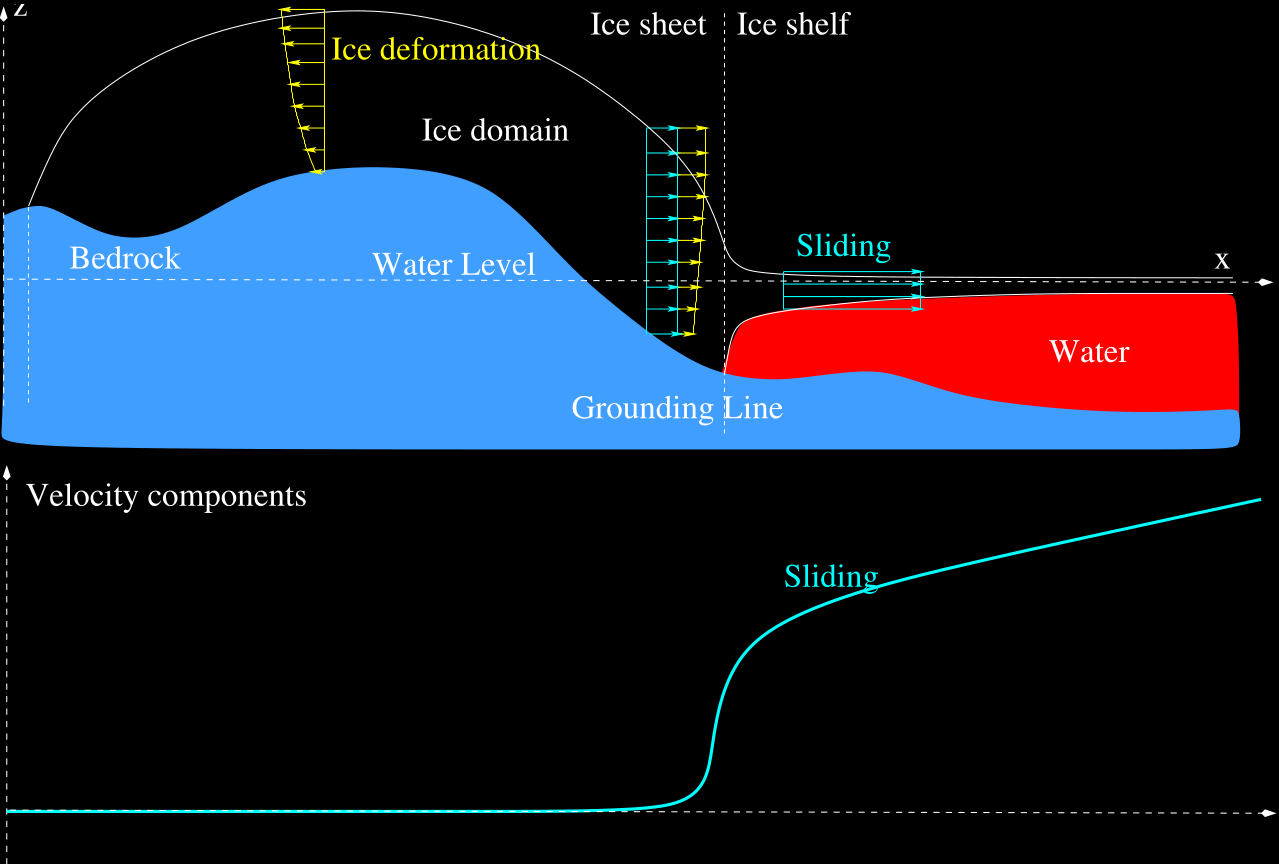 z
Ice sheet
Ice shelf
Ice deformation
Ice domain
Sliding
Bedrock
Water Level
x
Water
Grounding Line
Velocity components
Sliding